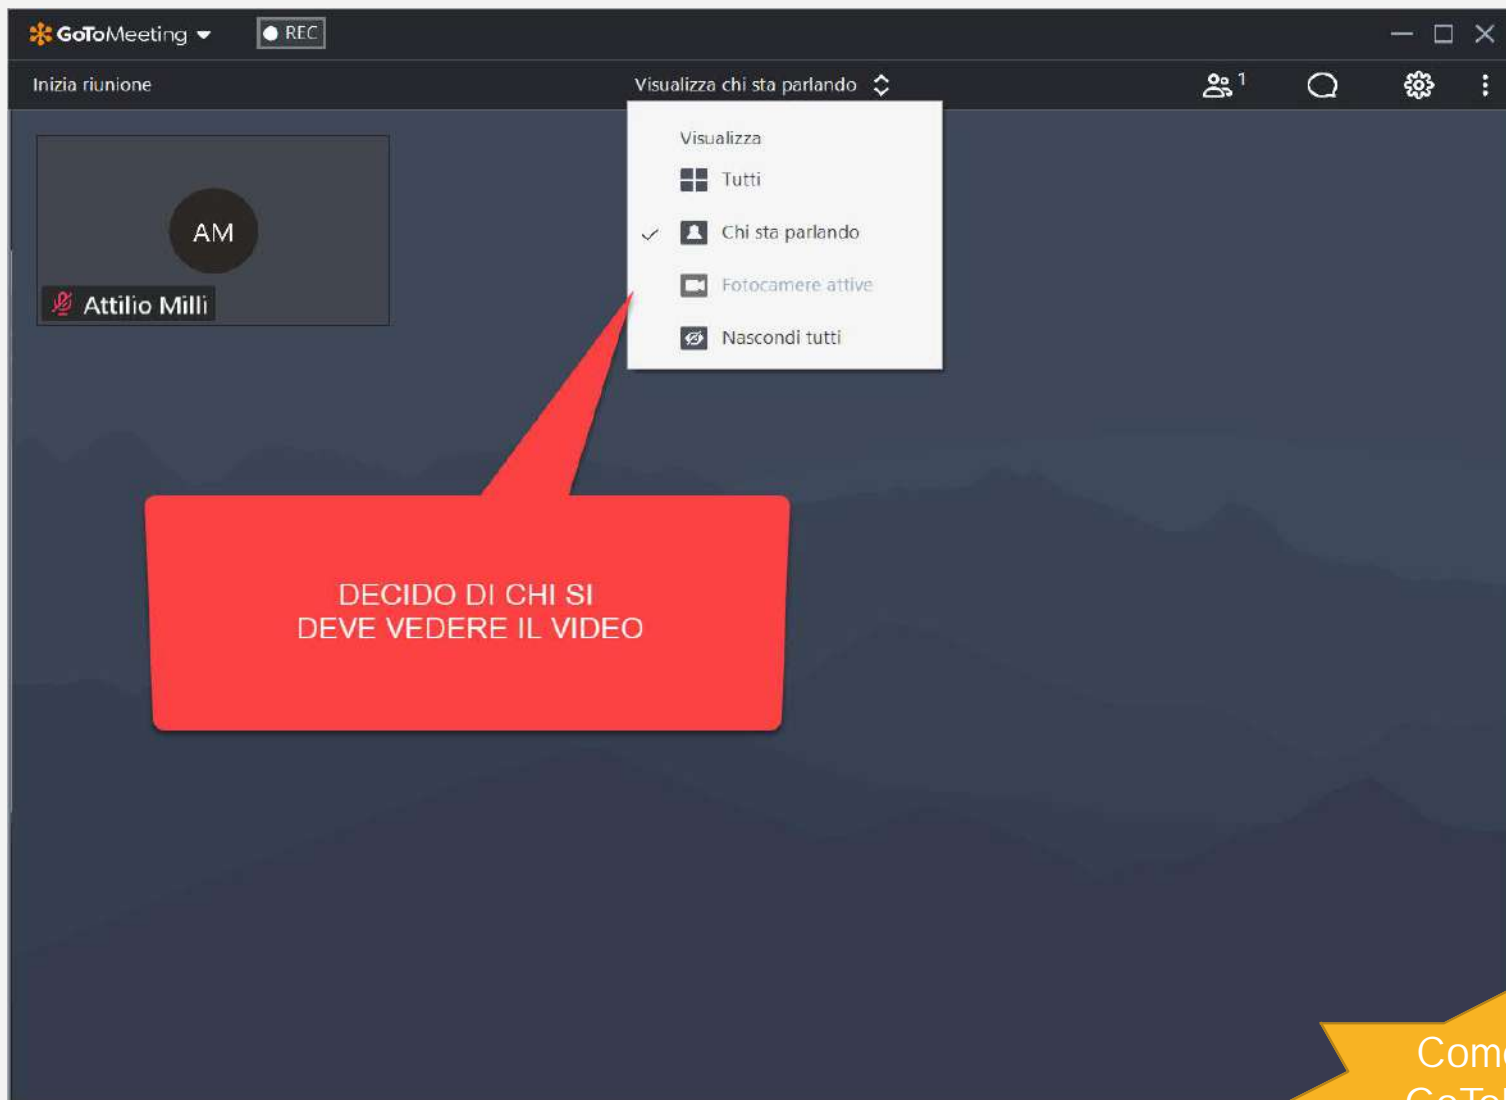 GoToMeeting
REC
Inizia riunione
Visualizza chi sta parlando
1
Visualizza
Tutti
Chi sta parlando
Fotocamere attive
Nascondi tutti
AM
Attilio Milli
DECIDO DI CHI SI
DEVE VEDERE IL VIDEO